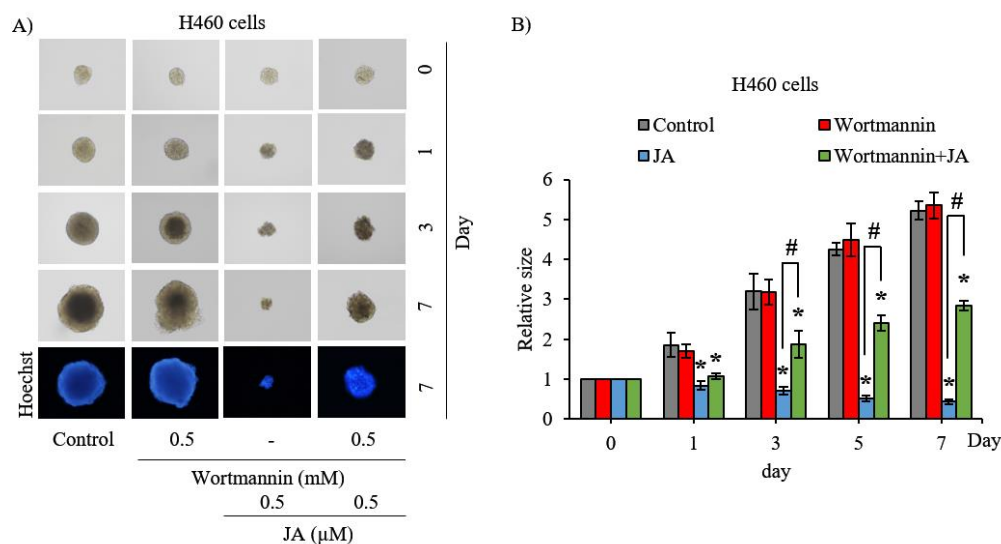 A)
H460 cells
0
1
3
7
Day
Hoechst
7
Control
0.5
-
0.5
Wortmannin (mM)
0.5
0.5
JA (µM)
B)
H460 cells
Control
Wortmannin
JA
Wortmannin+JA
Relative size
6
5
4
3
2
1
0
* *
* * #
* * #
* * #
0
1
3
5
7
Day
day